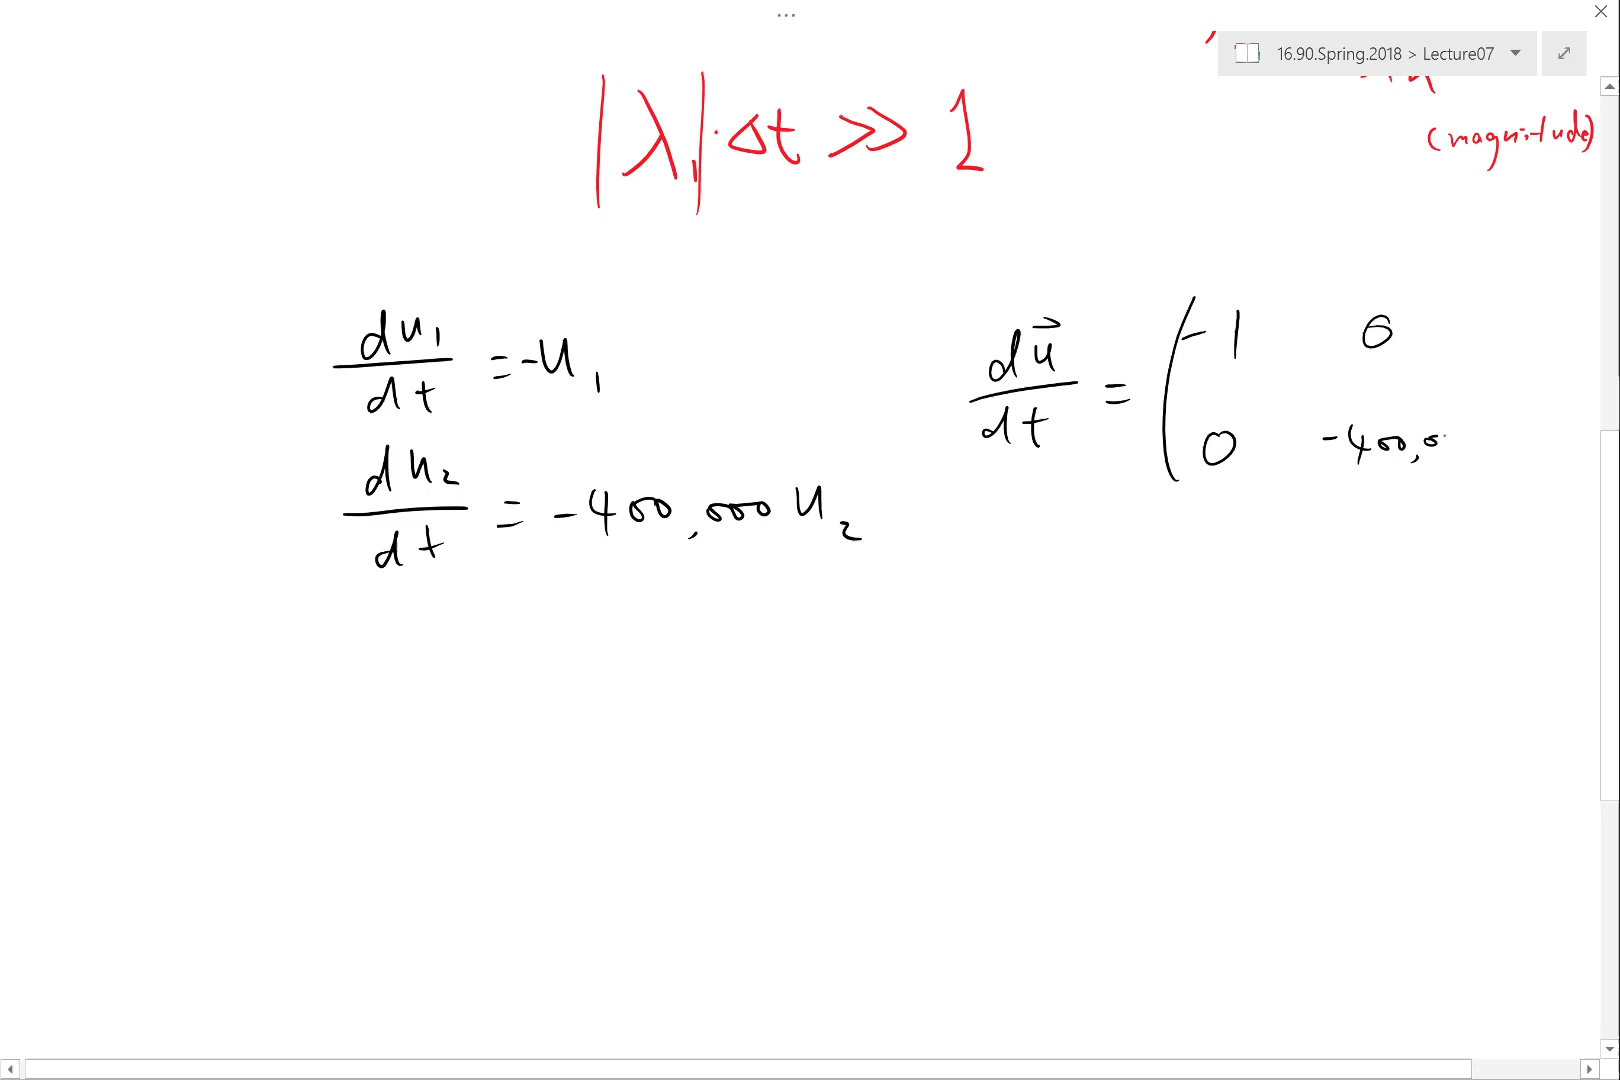 16.90.Spring.2018 > Lecture07
|λ₁|·Δt >> 1
(magnitude)
du₁/dt = -u₁
du₂/dt = -400,000 u₂
du⃗/dt = ( -1 0
0 -400,0